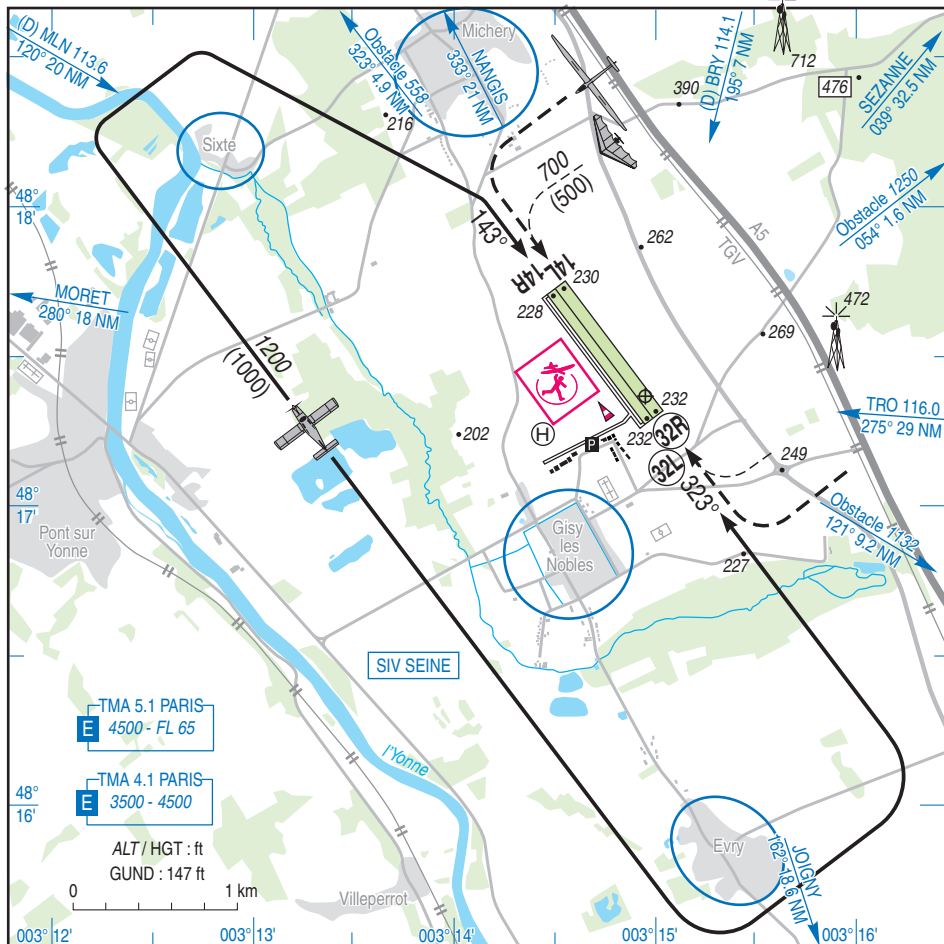 (D) MLN 113.6
120° 20 NM
Obstacle 558
323° 4.9 NM
Michery
NANGIS
333° 21 NM
(D) BRY 114.1
195° 7 NM
712
476
SEZANNE
039° 32.5 NM
390
216
Sixte
700
(500)
48°
18'
143°
262
A5
TGV
Obstacle 1250
054° 1.6 NM
14L
14R
230
228
MORET
280° 18 NM
472
269
1200
(1000)
232
TRO 116.0
275° 29 NM
202
H
P
232
32R
32L
323°
249
48°
17'
Obstacle 1132
121° 9.2 NM
Pont sur
Yonne
Gisy
les
Nobles
227
SIV SEINE
TMA 5.1 PARIS
E
4500 - FL 65
l'Yonne
TMA 4.1 PARIS
E
3500 - 4500
48°
16'
ALT / HGT : ft
GUND : 147 ft
0
1 km
Evry
JOIGNY
162° 18.6 NM
Villeperrot
003° 12'
003° 13'
003° 14'
003° 15'
003° 16'